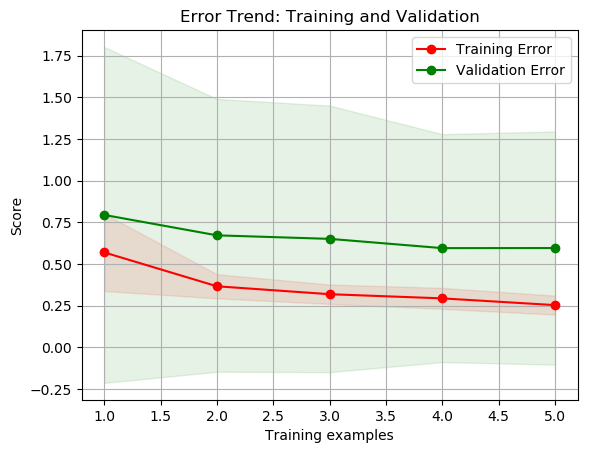 Error Trend: Training and Validation
Training Error
Validation Error
Score
1.75
1.50
1.25
1.00
0.75
0.50
0.25
0.00
−0.25
1.0 1.5 2.0 2.5 3.0 3.5 4.0 4.5 5.0
Training examples